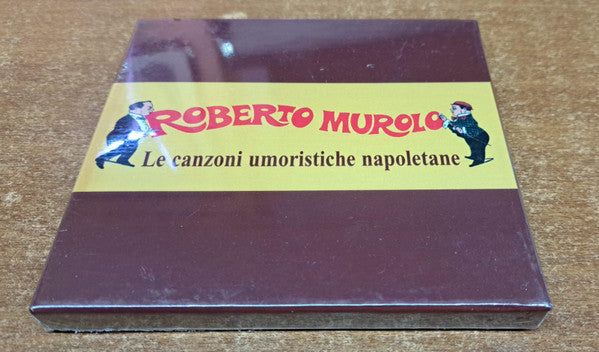 ROBERTO MUROLO
Le canzoni umoristiche napoletane